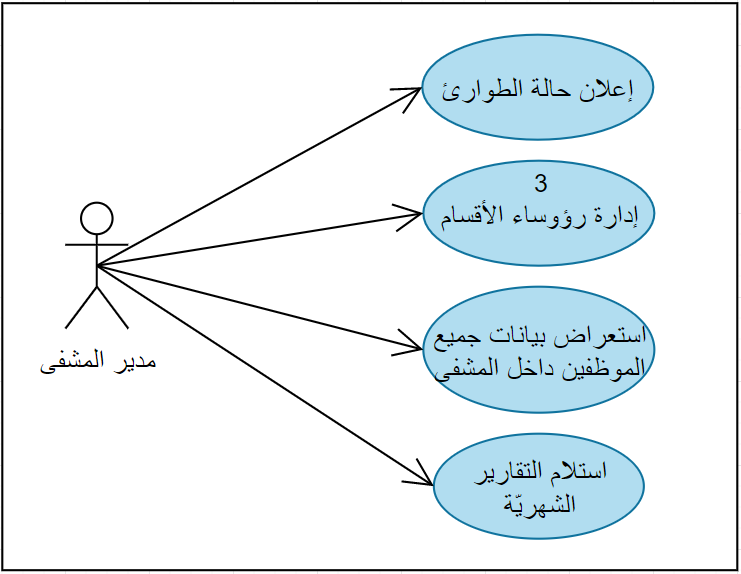 إعلان حالة الطوارئ
3
إدارة رؤوساء الأقسام
استعراض بيانات جميع
الموظفين داخل المشفى
مدير المشفى
استلام التقارير
الشهريّة